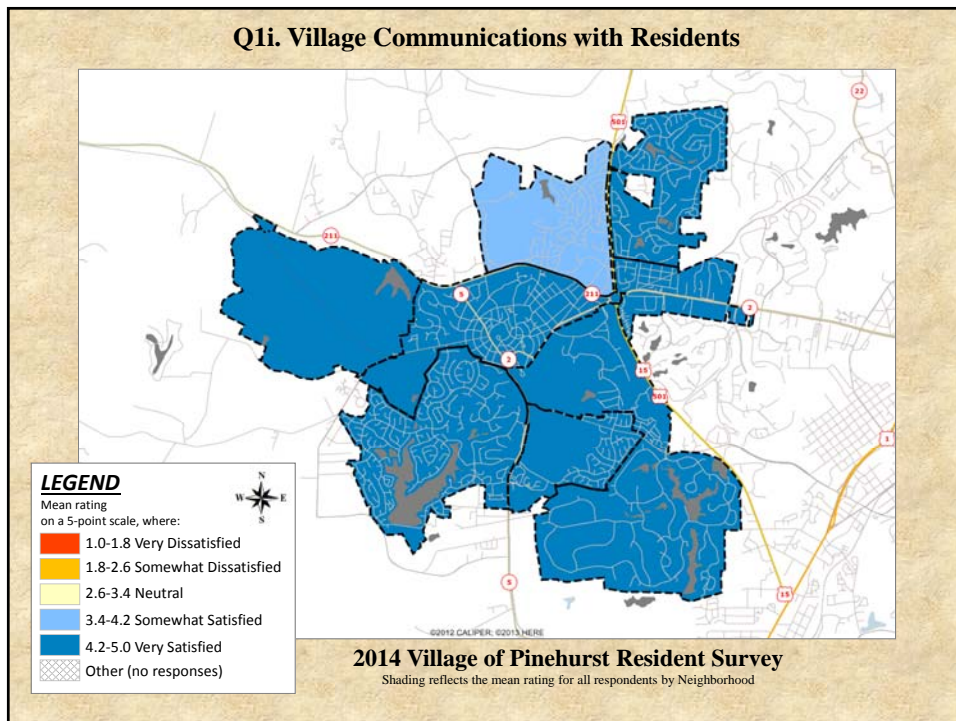 Q1i. Village Communications with Residents
22
501
211
5
211
2
2
15
501
1
5
15
LEGEND
Mean rating
on a 5-point scale, where:
N
W E
S
1.0-1.8 Very Dissatisfied
1.8-2.6 Somewhat Dissatisfied
2.6-3.4 Neutral
3.4-4.2 Somewhat Satisfied
4.2-5.0 Very Satisfied
Other (no responses)
©2012 CALIPER; ©2013 HERE
2014 Village of Pinehurst Resident Survey
Shading reflects the mean rating for all respondents by Neighborhood